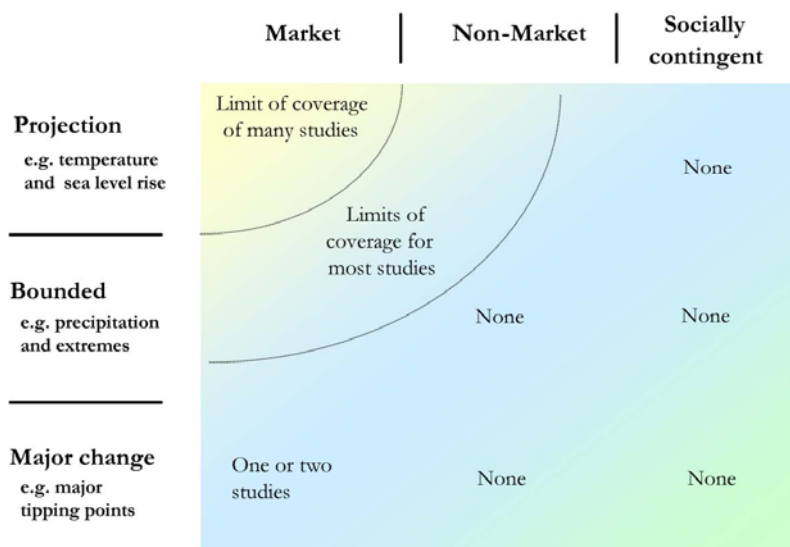 Market
Non-Market
Socially
contingent
Projection
e.g. temperature
and sea level rise
Limit of coverage
of many studies
None
Limits of
coverage for
most studies
Bounded
e.g. precipitation
and extremes
None
None
Major change
e.g. major
tipping points
One or two
studies
None
None